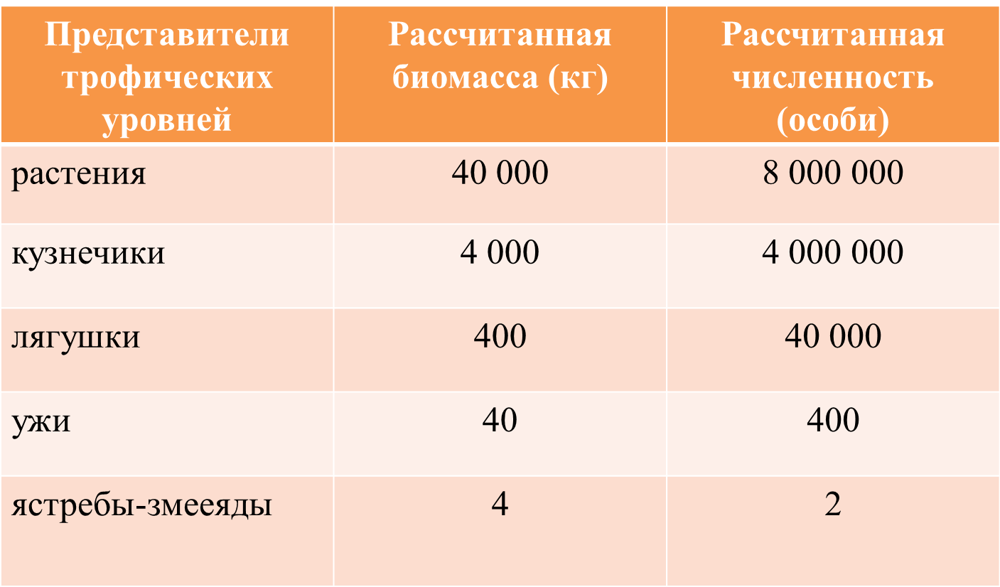 Представители
трофических
уровней
Рассчитанная
биомасса (кг)
Рассчитанная
численность
(особи)
растения
40 000
8 000 000
кузнечики
4 000
4 000 000
лягушки
400
40 000
ужи
40
400
ястребы-змееяды
4
2